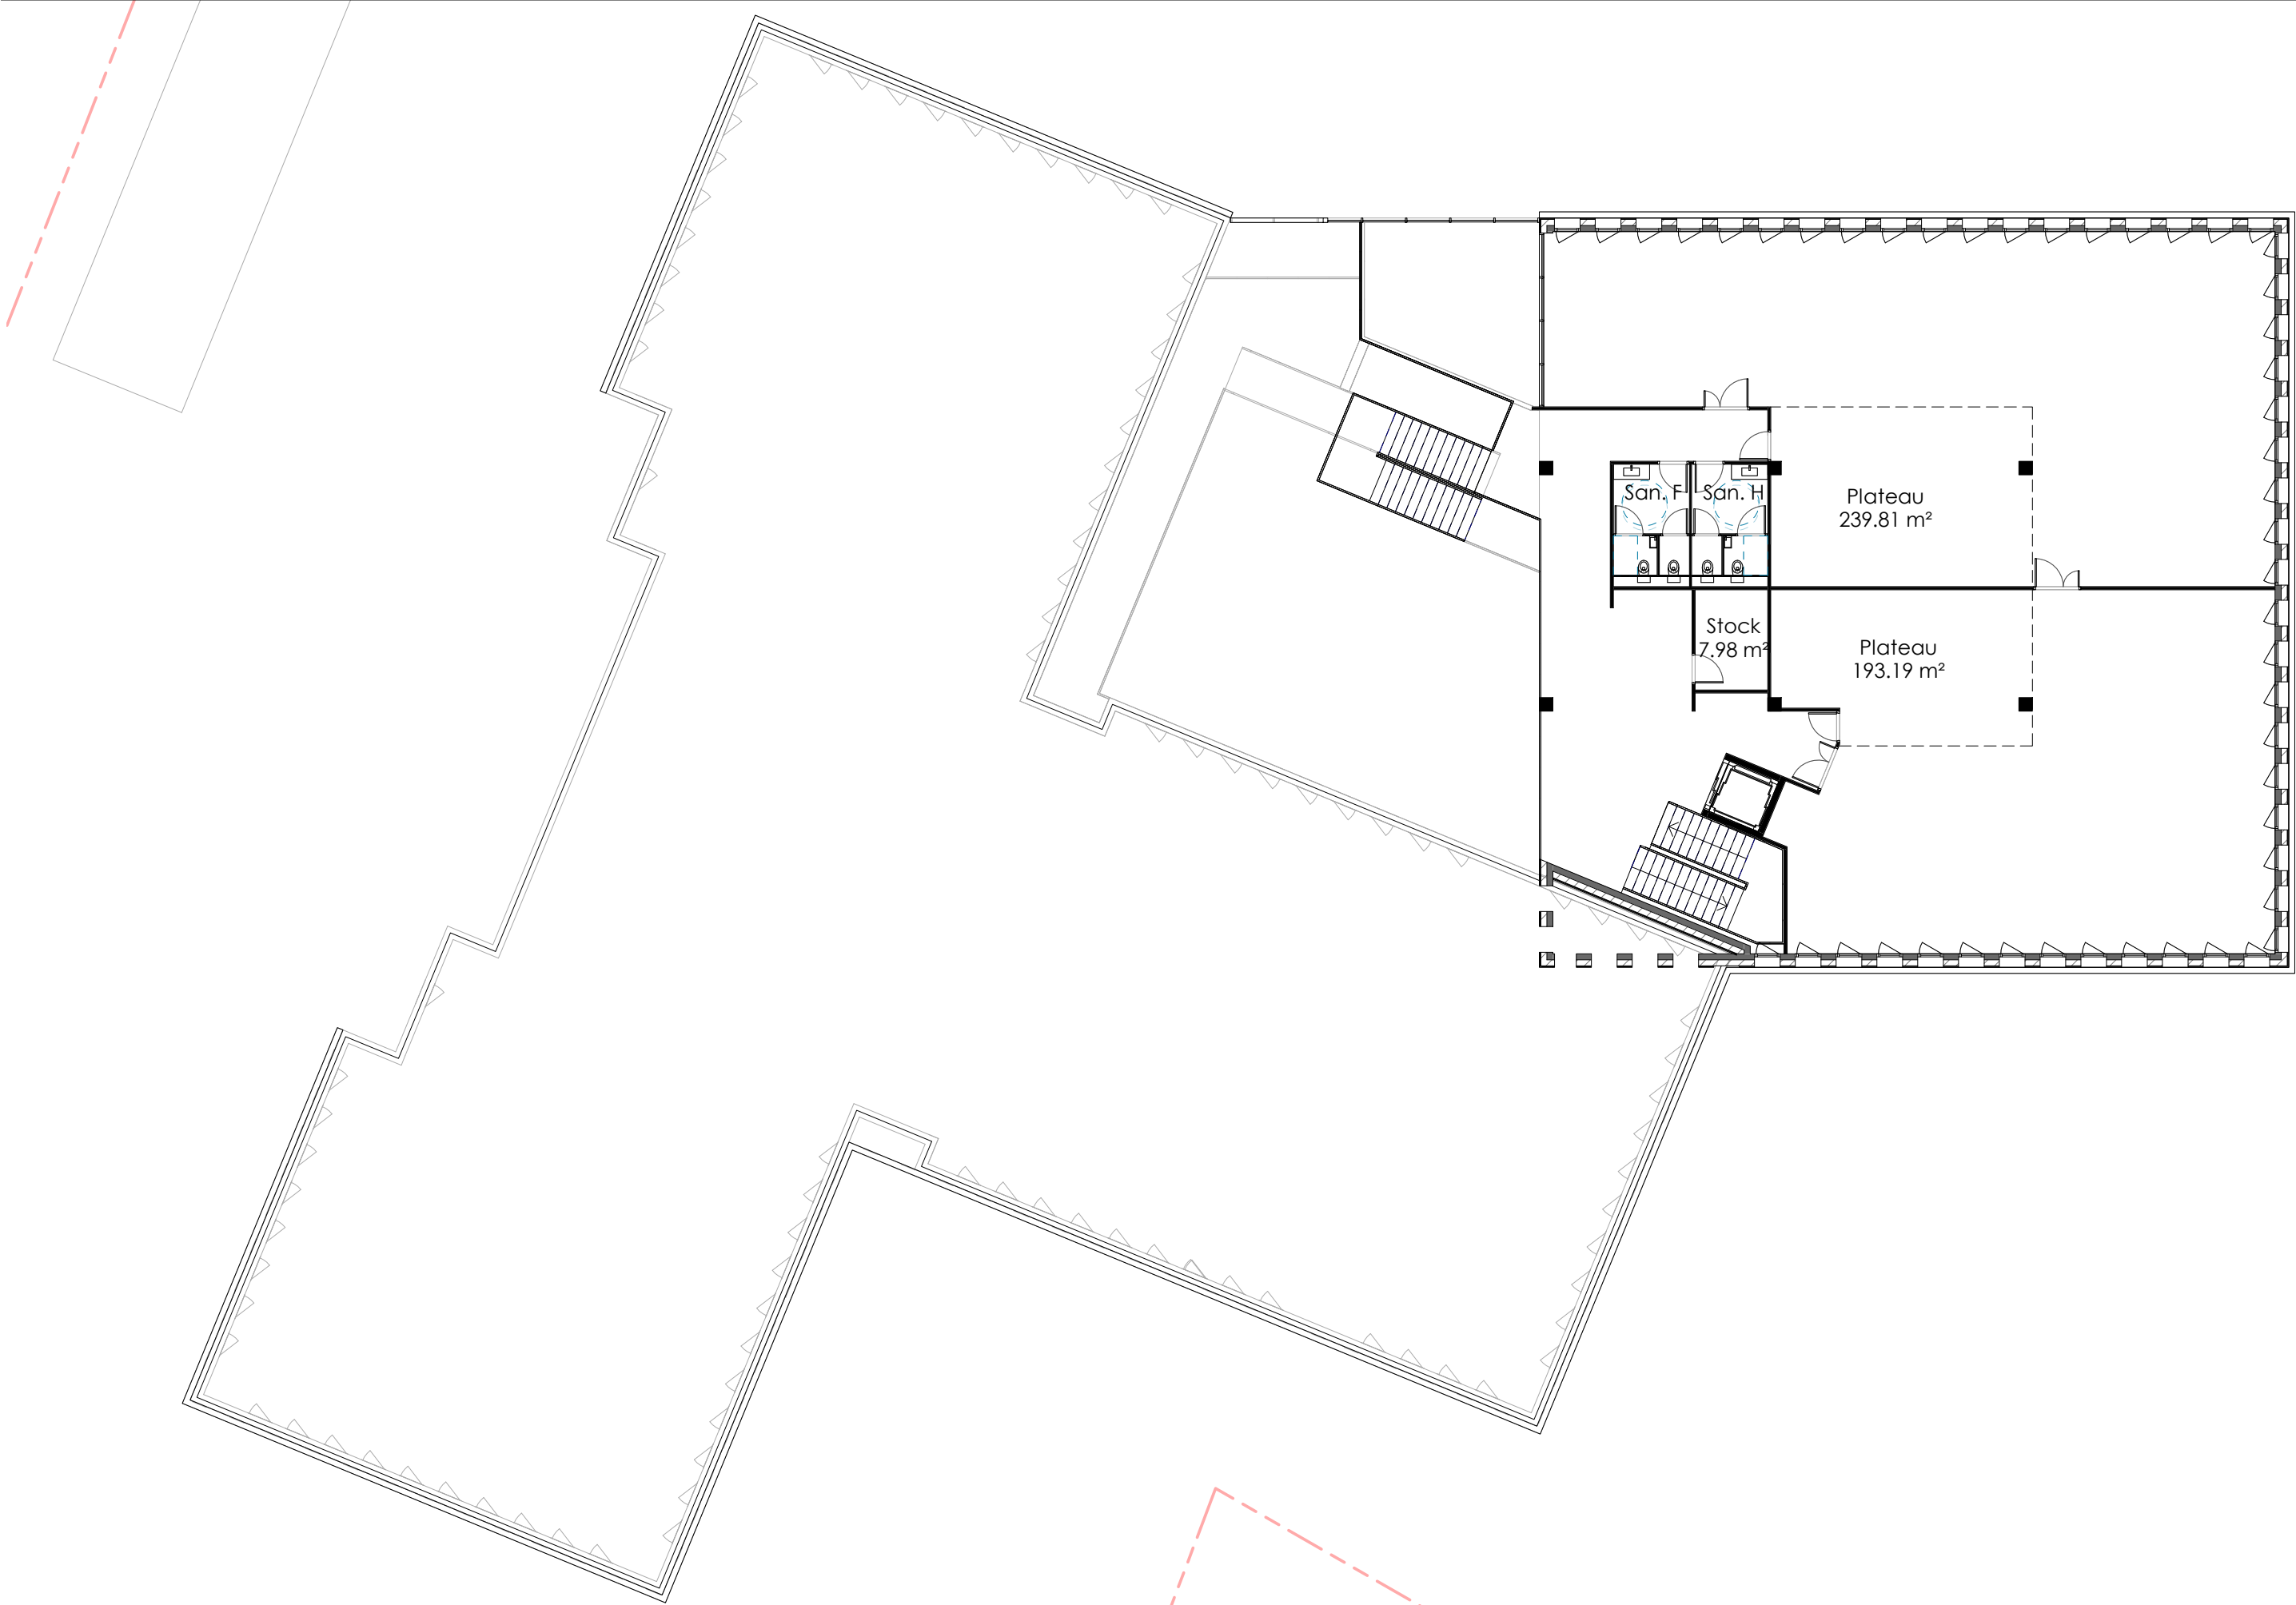 San. F
San. H
Plateau
239.81 m²
Stock
7.98 m²
Plateau
193.19 m²